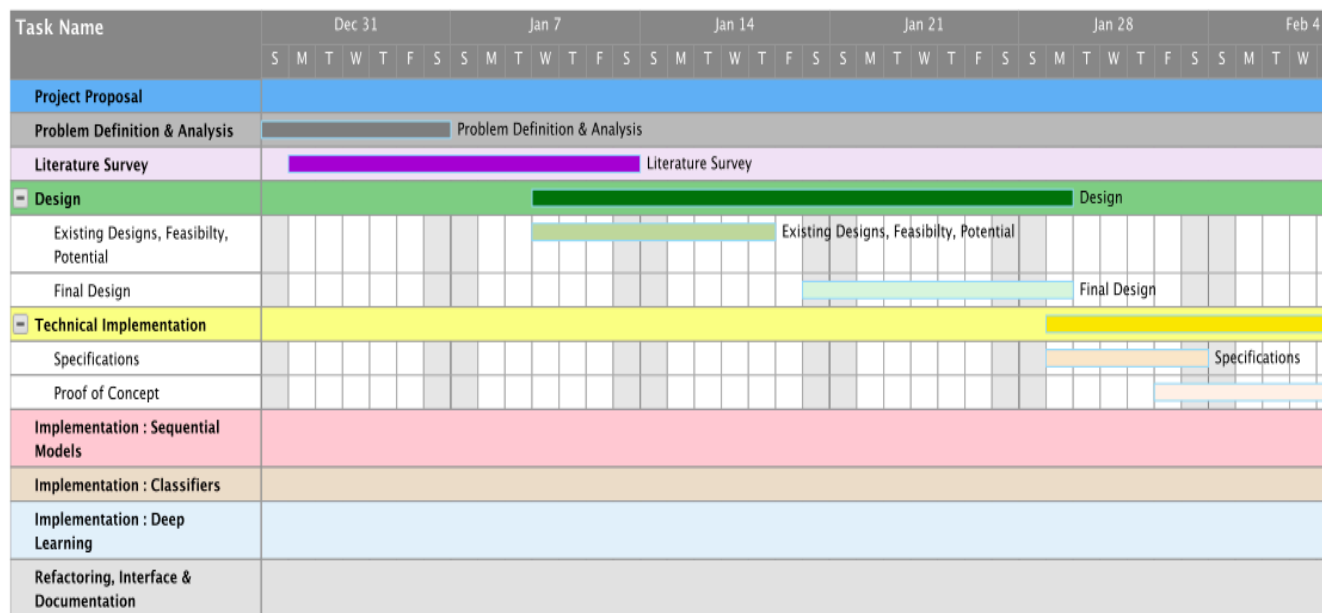 Task Name
Dec 31 Jan 7 Jan 14 Jan 21 Jan 28 Feb 4
S M T W T F S S M T W T F S S M T W T F S S M T W T F S S M T W T F S S M T W
Project Proposal
Problem Definition & Analysis Problem Definition & Analysis
Literature Survey Literature Survey
Design Design
Existing Designs, Feasibilty, Existing Designs, Feasibilty, Potential
Potential
Final Design Final Design
Technical Implementation
Specifications Specifications
Proof of Concept
Implementation : Sequential
Models
Implementation : Classifiers
Implementation : Deep
Learning
Refactoring, Interface &
Documentation